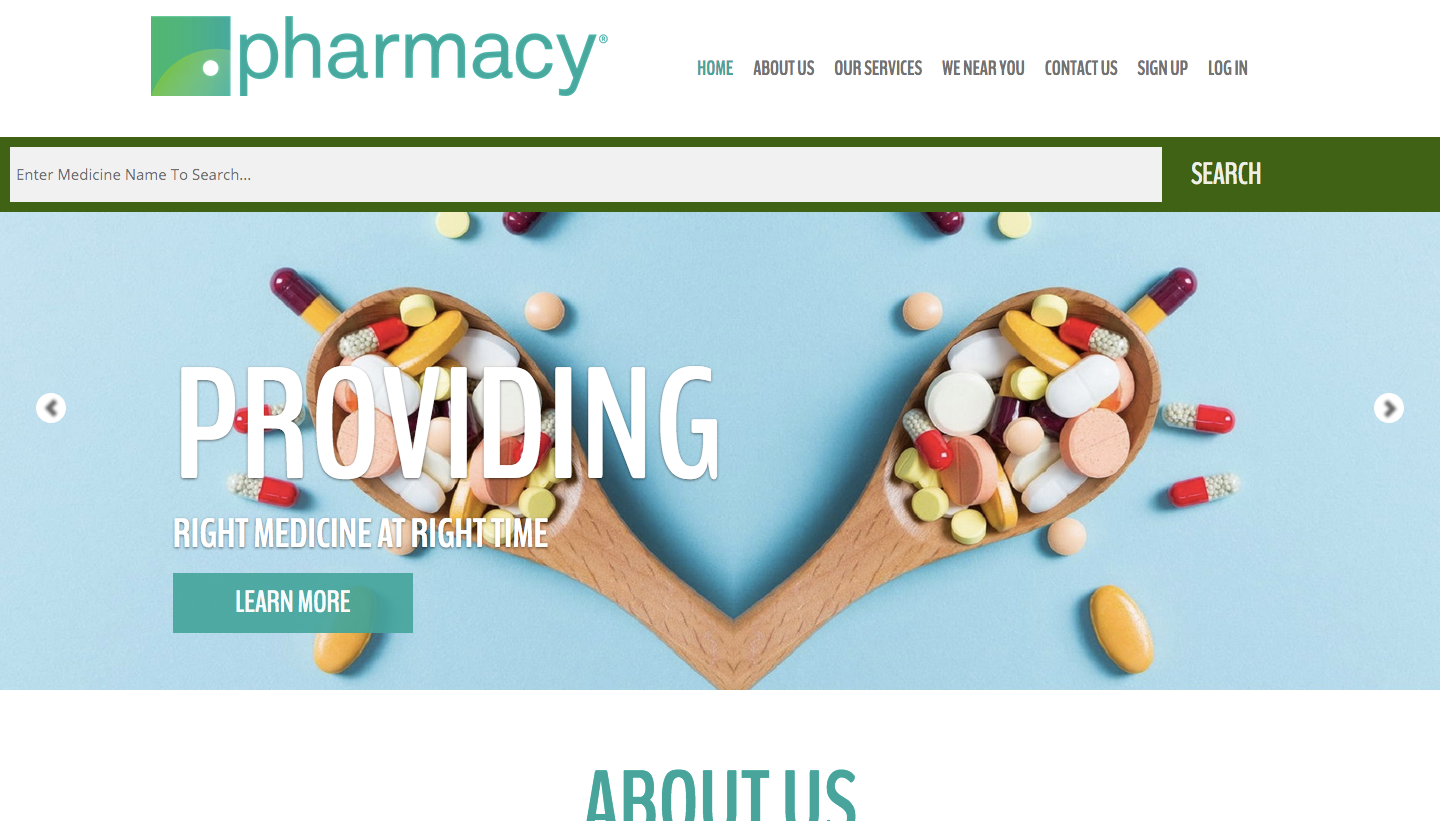 pharmacy®
HOME ABOUT US OUR SERVICES WE NEAR YOU CONTACT US SIGN UP LOG IN
Enter Medicine Name To Search...
SEARCH
PROVIDING
RIGHT MEDICINE AT RIGHT TIME
LEARN MORE
ABOUT US